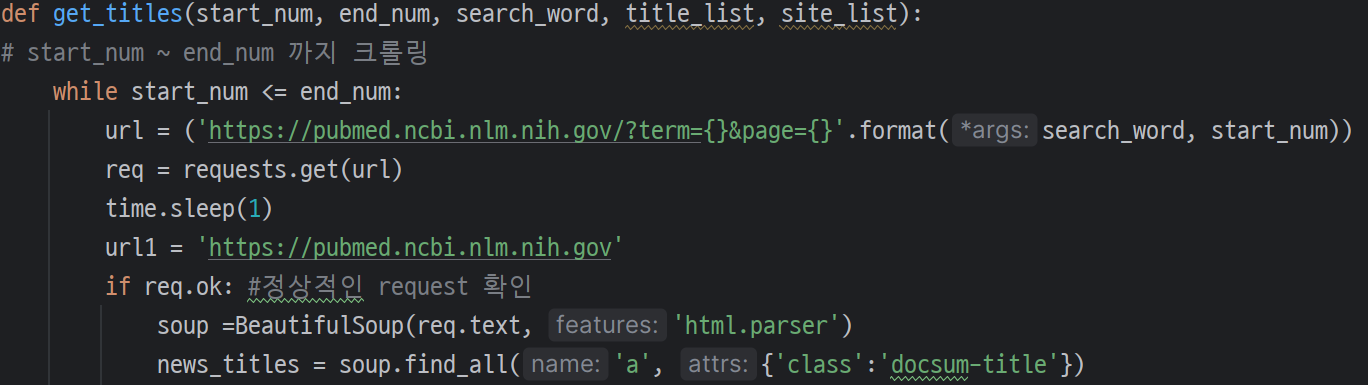 def get_titles(start_num, end_num, search_word, title_list, site_list):
# start_num ~ end_num 까지 크롤링
while start_num <= end_num:
url = ('https://pubmed.ncbi.nlm.nih.gov/?term={}&page={}'.format( *args: search_word, start_num))
req = requests.get(url)
time.sleep(1)
url1 = 'https://pubmed.ncbi.nlm.nih.gov'
if req.ok: #정상적인 request 확인
soup =BeautifulSoup(req.text, features: 'html.parser')
news_titles = soup.find_all( name: 'a', attrs: {'class':'docsum-title'})